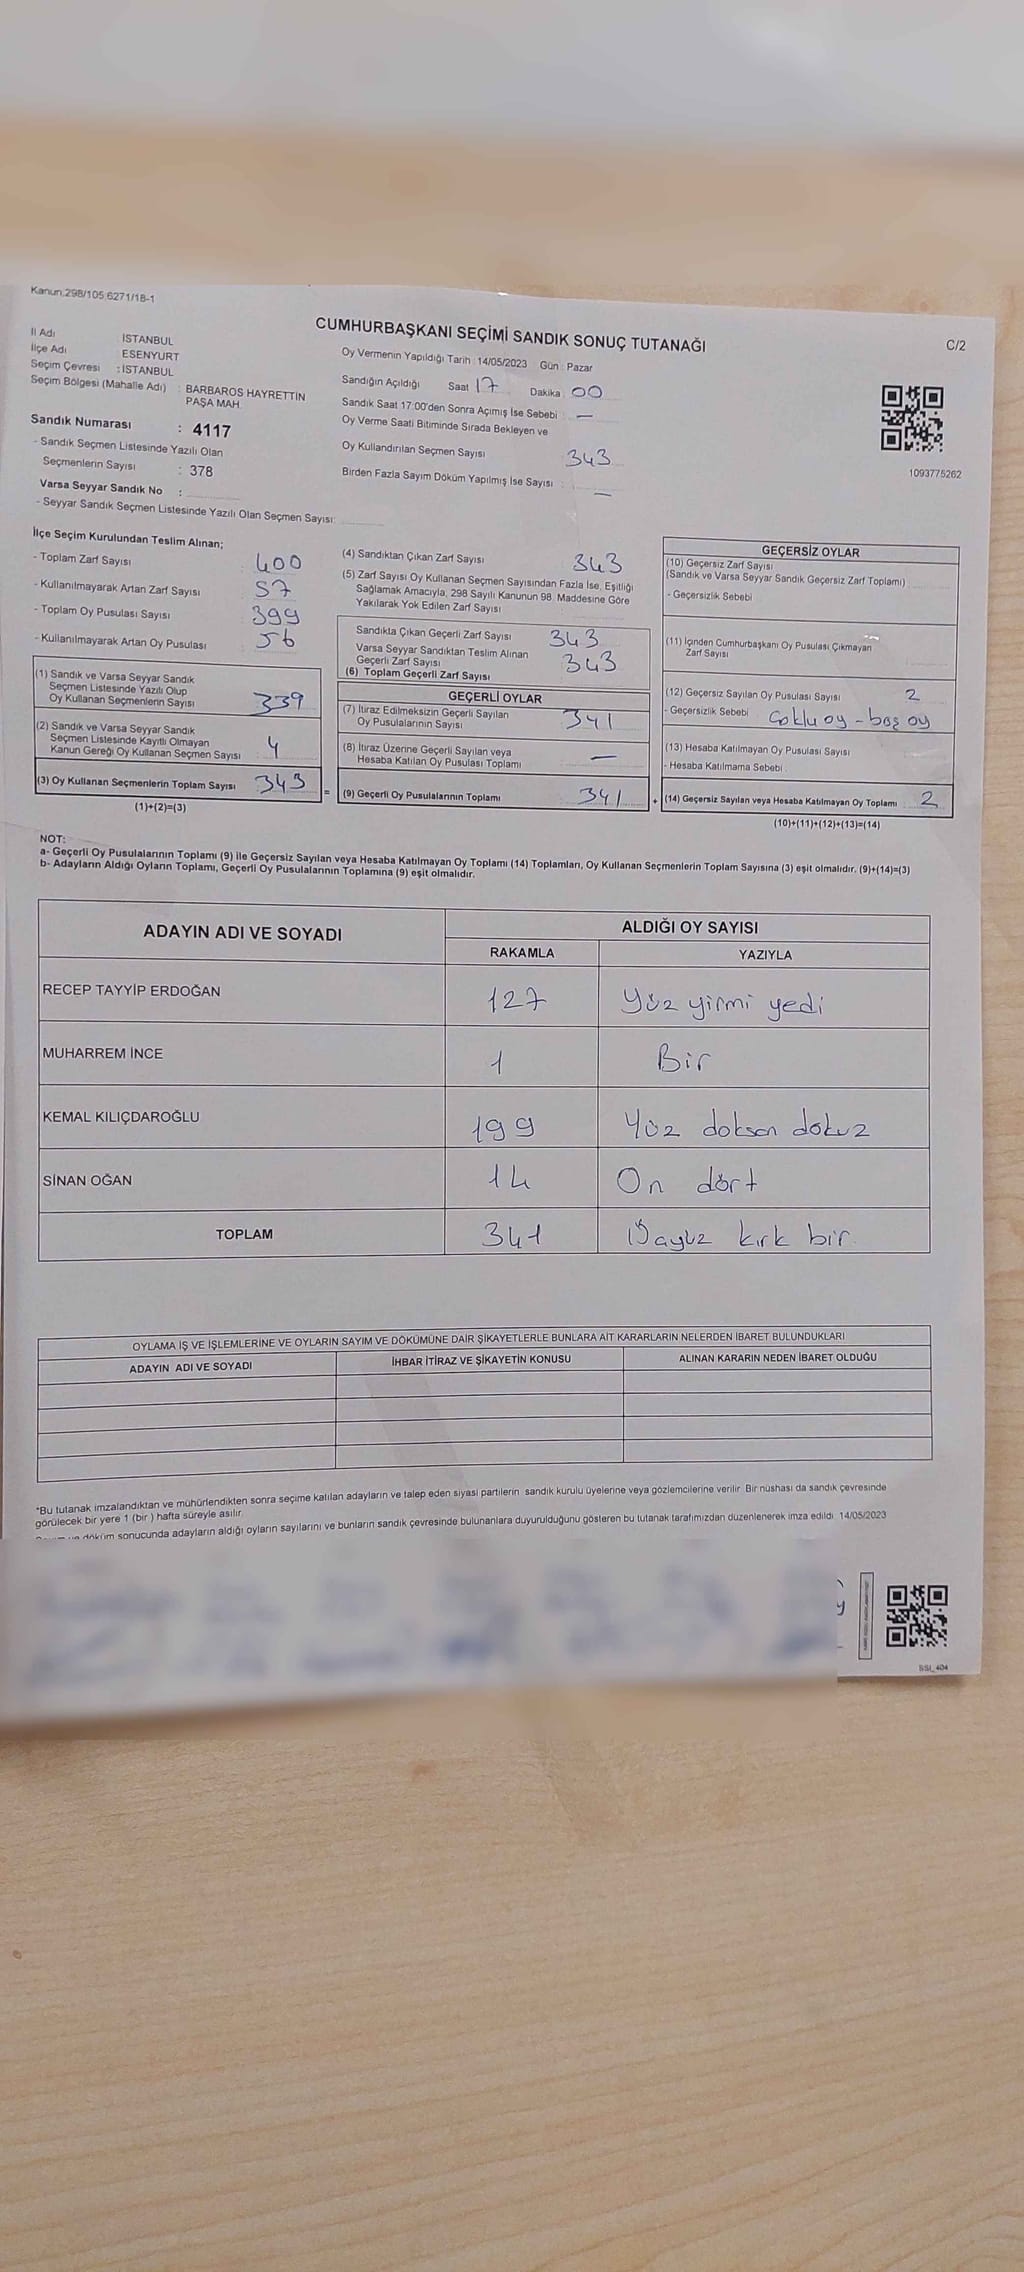 Kanun:298/105;6271/18-1
CUMHURBAŞKANI SEÇİMİ SANDIK SONUÇ TUTANAĞI
C/2
İl Adı : İSTANBUL
İlçe Adı : ESENYURT
Seçim Çevresi : İSTANBUL
Seçim Bölgesi (Mahalle Adı) : BARBAROS HAYRETTİN
PAŞA MAH.
Sandık Numarası : 4117
- Sandık Seçmen Listesinde Yazılı Olan
Seçmenlerin Sayısı : 378
Varsa Seyyar Sandık No :
- Seyyar Sandık Seçmen Listesinde Yazılı Olan Seçmen Sayısı:
Oy Vermenin Yapıldığı Tarih : 14/05/2023 Gün : Pazar
Sandığın Açıldığı Saat 17 Dakika 00
Sandık Saat 17:00'den Sonra Açımış İse Sebebi : —
Oy Verme Saati Bitiminde Sırada Bekleyen ve
Oy Kullandırılan Seçmen Sayısı : 343
Birden Fazla Sayım Döküm Yapılmış İse Sayısı : —
1093775262
İlçe Seçim Kurulundan Teslim Alınan;
- Toplam Zarf Sayısı : 400
- Kullanılmayarak Artan Zarf Sayısı : 57
- Toplam Oy Pusulası Sayısı : 399
- Kullanılmayarak Artan Oy Pusulası : 56
(1) Sandık ve Varsa Seyyar Sandık
Seçmen Listesinde Yazılı Olup
Oy Kullanan Seçmenlerin Sayısı 339
(2) Sandık ve Varsa Seyyar Sandık
Seçmen Listesinde Kayıtlı Olmayan
Kanun Gereği Oy Kullanan Seçmen Sayısı 4
(3) Oy Kullanan Seçmenlerin Toplam Sayısı 343
(1)+(2)=(3)
=
(4) Sandıktan Çıkan Zarf Sayısı 343
(5) Zarf Sayısı Oy Kullanan Seçmen Sayısından Fazla İse, Eşitliği
Sağlamak Amacıyla, 298 Sayılı Kanunun 98. Maddesine Göre
Yakılarak Yok Edilen Zarf Sayısı
Sandıkta Çıkan Geçerli Zarf Sayısı 343
Varsa Seyyar Sandıktan Teslim Alınan
Geçerli Zarf Sayısı
(6) Toplam Geçerli Zarf Sayısı 343
GEÇERLİ OYLAR
(7) İtiraz Edilmeksizin Geçerli Sayılan
Oy Pusulalarının Sayısı 341
(8) İtiraz Üzerine Geçerli Sayılan veya
Hesaba Katılan Oy Pusulası Toplamı —
(9) Geçerli Oy Pusulalarının Toplamı 341
+
GEÇERSİZ OYLAR
(10) Geçersiz Zarf Sayısı
(Sandık ve Varsa Seyyar Sandık Geçersiz Zarf Toplamı)
- Geçersizlik Sebebi
(11) İçinden Cumhurbaşkanı Oy Pusulası Çıkmayan
Zarf Sayısı
(12) Geçersiz Sayılan Oy Pusulası Sayısı 2
- Geçersizlik Sebebi Çoklu oy - boş oy
(13) Hesaba Katılmayan Oy Pusulası Sayısı
- Hesaba Katılmama Sebebi :
(14) Geçersiz Sayılan veya Hesaba Katılmayan Oy Toplamı 2
(10)+(11)+(12)+(13)=(14)
NOT:
a- Geçerli Oy Pusulalarının Toplamı (9) ile Geçersiz Sayılan veya Hesaba Katılmayan Oy Toplamı (14) Toplamları, Oy Kullanan Seçmenlerin Toplam Sayısına (3) eşit olmalıdır. (9)+(14)=(3)
b- Adayların Aldığı Oyların Toplamı, Geçerli Oy Pusulalarının Toplamına (9) eşit olmalıdır.
ADAYIN ADI VE SOYADI
ALDIĞI OY SAYISI
RAKAMLA YAZIYLA
RECEP TAYYİP ERDOĞAN 127 Yüz yirmi yedi
MUHARREM İNCE 1 Bir
KEMAL KILIÇDAROĞLU 199 Yüz doksan dokuz
SİNAN OĞAN 14 On dört
TOPLAM 341 Üçyüz kırk bir
OYLAMA İŞ VE İŞLEMLERİNE VE OYLARIN SAYIM VE DÖKÜMÜNE DAİR ŞİKAYETLERLE BUNLARA AİT KARARLARIN NELERDEN İBARET BULUNDUKLARI
ADAYIN ADI VE SOYADI İHBAR İTİRAZ VE ŞİKAYETİN KONUSU ALINAN KARARIN NEDEN İBARET OLDUĞU
*Bu tutanak imzalandıktan ve mühürlendikten sonra seçime katılan adayların ve talep eden siyasi partilerin sandık kurulu üyelerine veya gözlemcilerine verilir. Bir nüshası da sandık çevresinde
görülecek bir yere 1 (bir ) hafta süreyle asılır.
döküm sonucunda adayların aldığı oyların sayılarını ve bunların sandık çevresinde bulunanlara duyurulduğunu gösteren bu tutanak tarafımızdan düzenlenerek imza edildi. 14/05/2023